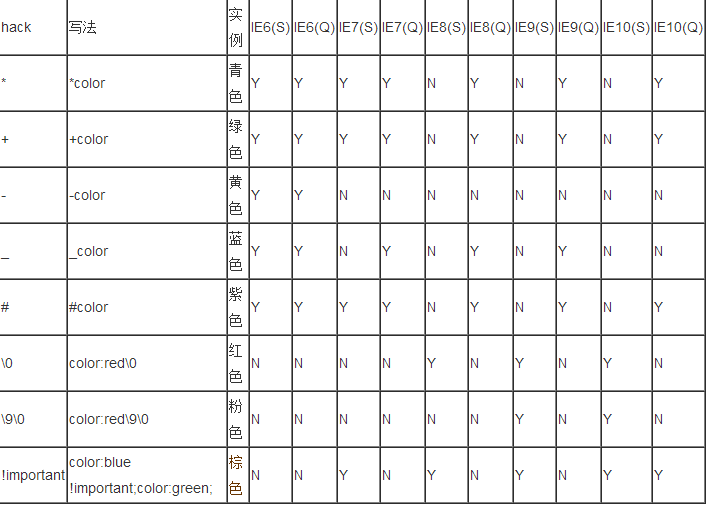 hack 写法 实例 IE6(S) IE6(Q) IE7(S) IE7(Q) IE8(S) IE8(Q) IE9(S) IE9(Q) IE10(S) IE10(Q)
* *color 青色 Y Y Y Y N Y N Y N Y
+ +color 绿色 Y Y Y Y N Y N Y N Y
- -color 黄色 Y Y N N N N N N N N
_ _color 蓝色 Y Y N Y N Y N Y N N
# #color 紫色 Y Y Y Y N Y N Y N Y
\0 color:red\0 红色 N N N N Y N Y N Y N
\9\0 color:red\9\0 粉色 N N N N N N Y N Y N
!important color:blue !important;color:green; 棕色 N N Y N Y N Y N Y Y